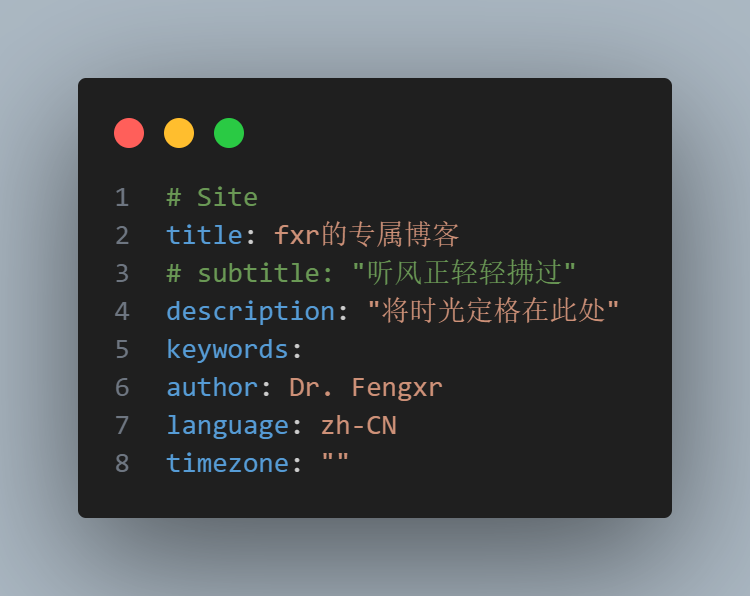 1 # Site
2 title: fxr的专属博客
3 # subtitle: "听风正轻轻拂过"
4 description: "将时光定格在此处"
5 keywords:
6 author: Dr. Fengxr
7 language: zh-CN
8 timezone: ""